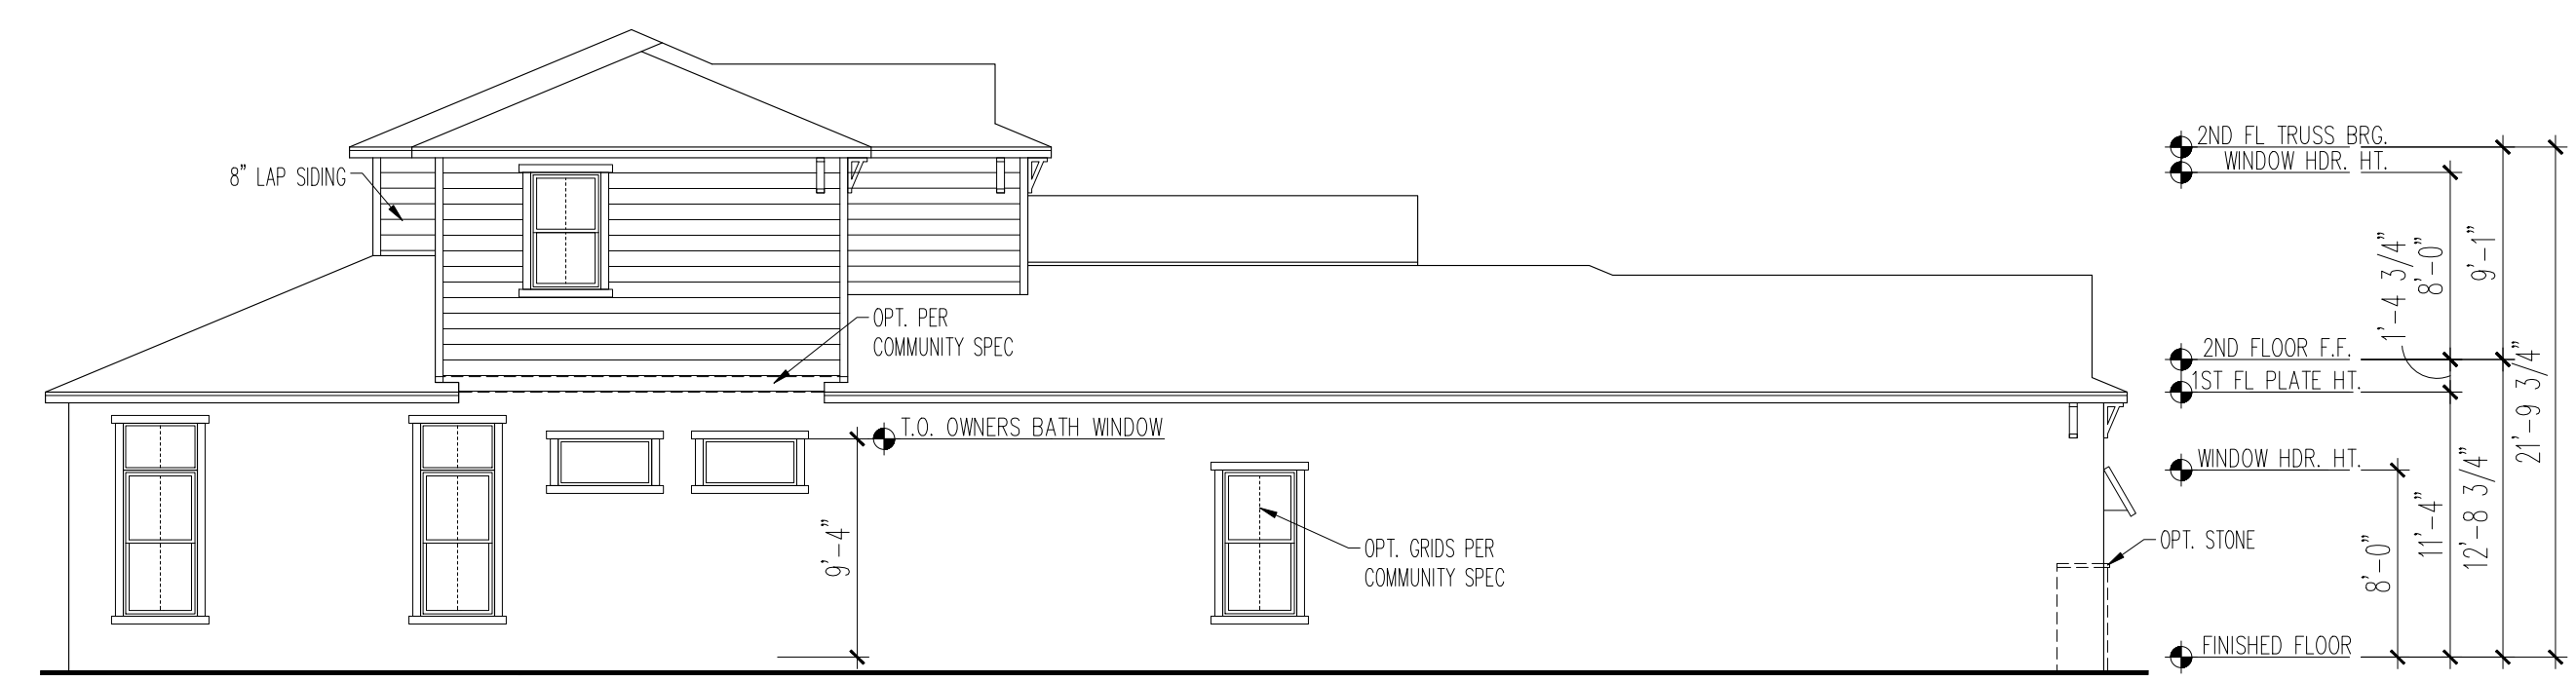 2ND FL TRUSS BRG.
WINDOW HDR. HT.
8" LAP SIDING
1'-4 3/4"
8'-0"
9'-1"
OPT. PER
COMMUNITY SPEC
2ND FLOOR F.F.
1ST FL PLATE HT.
21'-9 3/4"
T.O. OWNERS BATH WINDOW
WINDOW HDR. HT.
9'-4"
OPT. GRIDS PER
COMMUNITY SPEC
OPT. STONE
8'-0"
11'-4"
12'-8 3/4"
FINISHED FLOOR